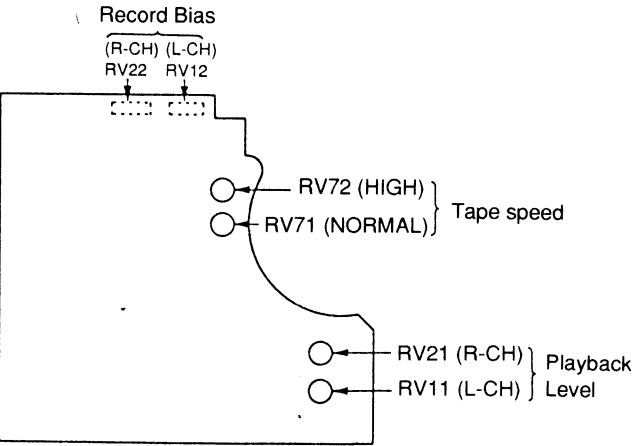 Record Bias
(R-CH) (L-CH)
RV22 RV12
RV72 (HIGH)
RV71 (NORMAL)
Tape speed
RV21 (R-CH)
RV11 (L-CH)
Playback
Level